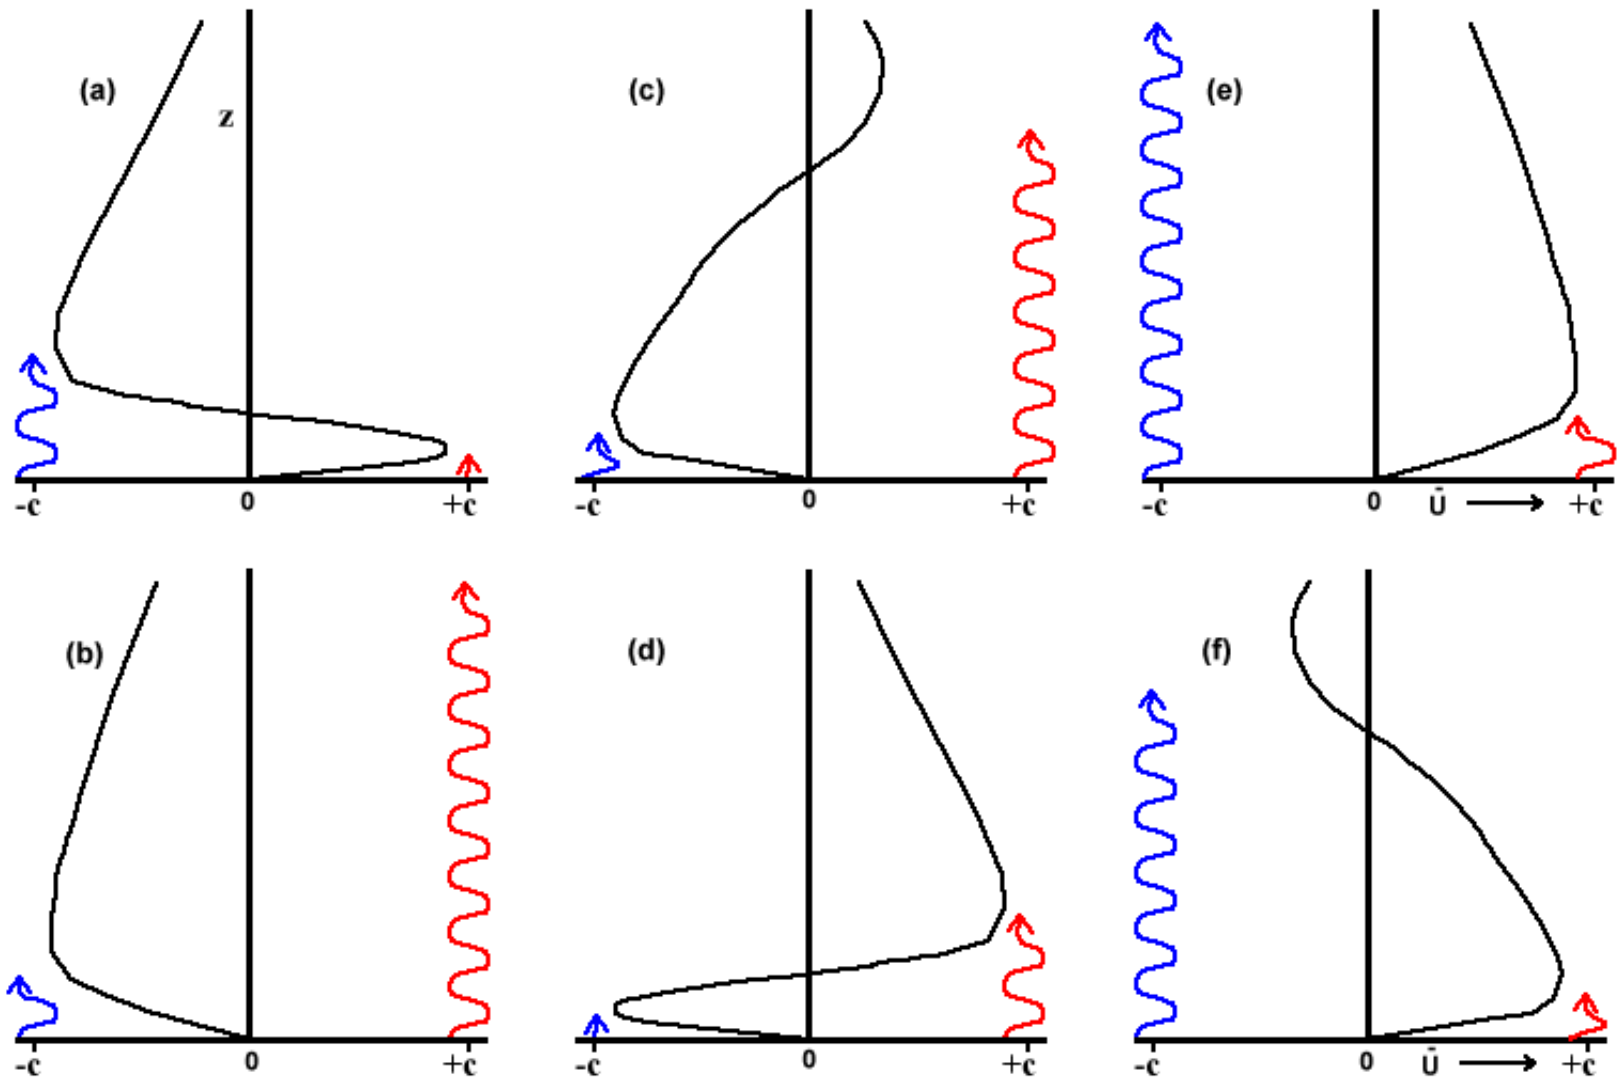 (a)
z
(c)
(e)
-c 0 +c
-c 0 +c
-c 0 Ū → +c
(b)
(d)
(f)
-c 0 +c
-c 0 +c
-c 0 Ū → +c